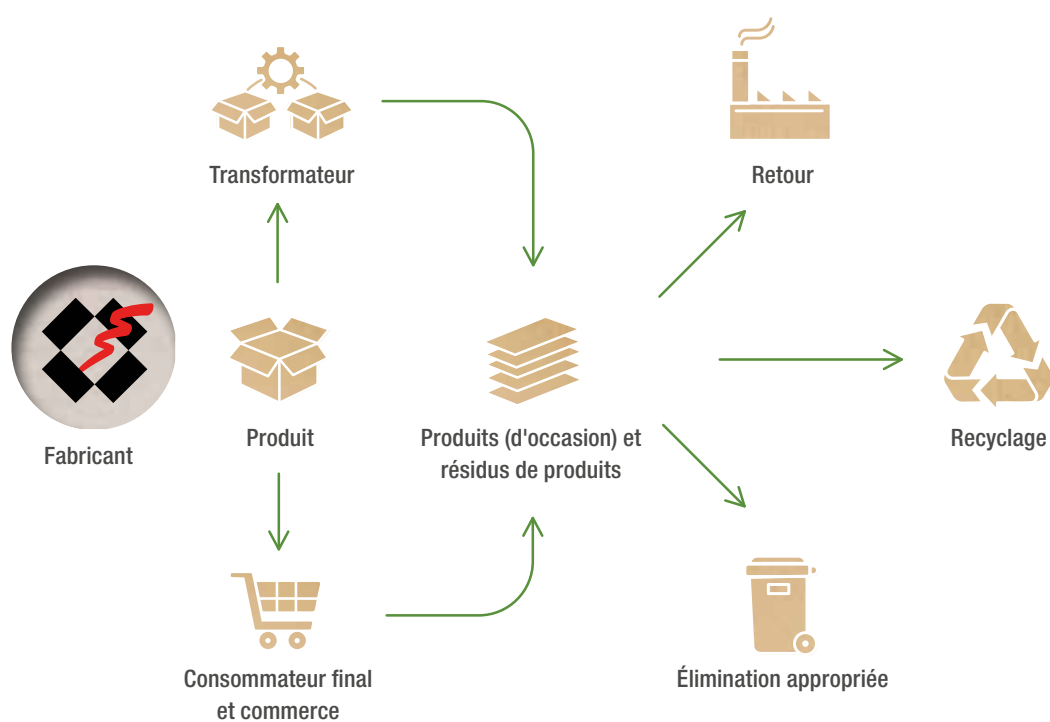 Transformateur
Retour
Fabricant
Produit
Produits (d'occasion) et
résidus de produits
Recyclage
Consommateur final
et commerce
Élimination appropriée